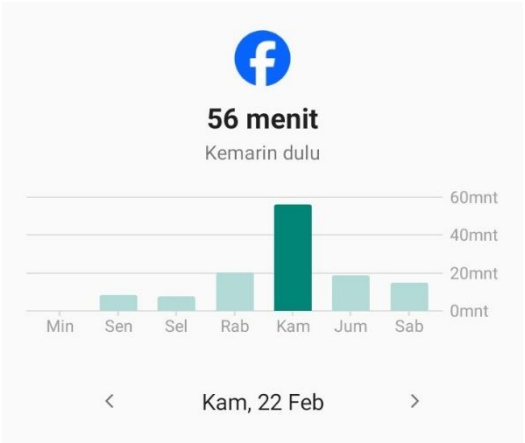 56 menit
Kemarin dulu
60mnt
40mnt
20mnt
0mnt
Min Sen Sel Rab Kam Jum Sab
Kam, 22 Feb